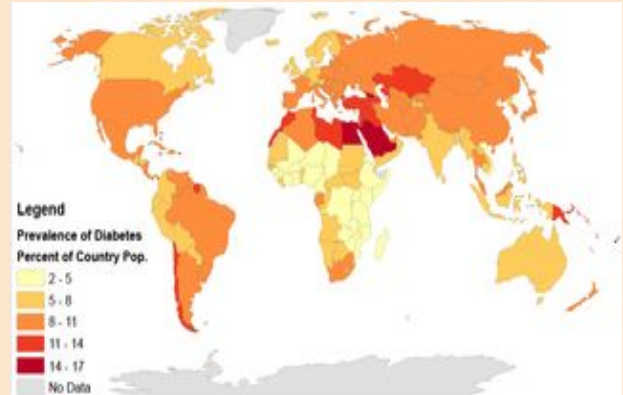 Legend
Prevalence of Diabetes
Percent of Country Pop.
2 - 5
5 - 8
8 - 11
11 - 14
14 - 17
No Data